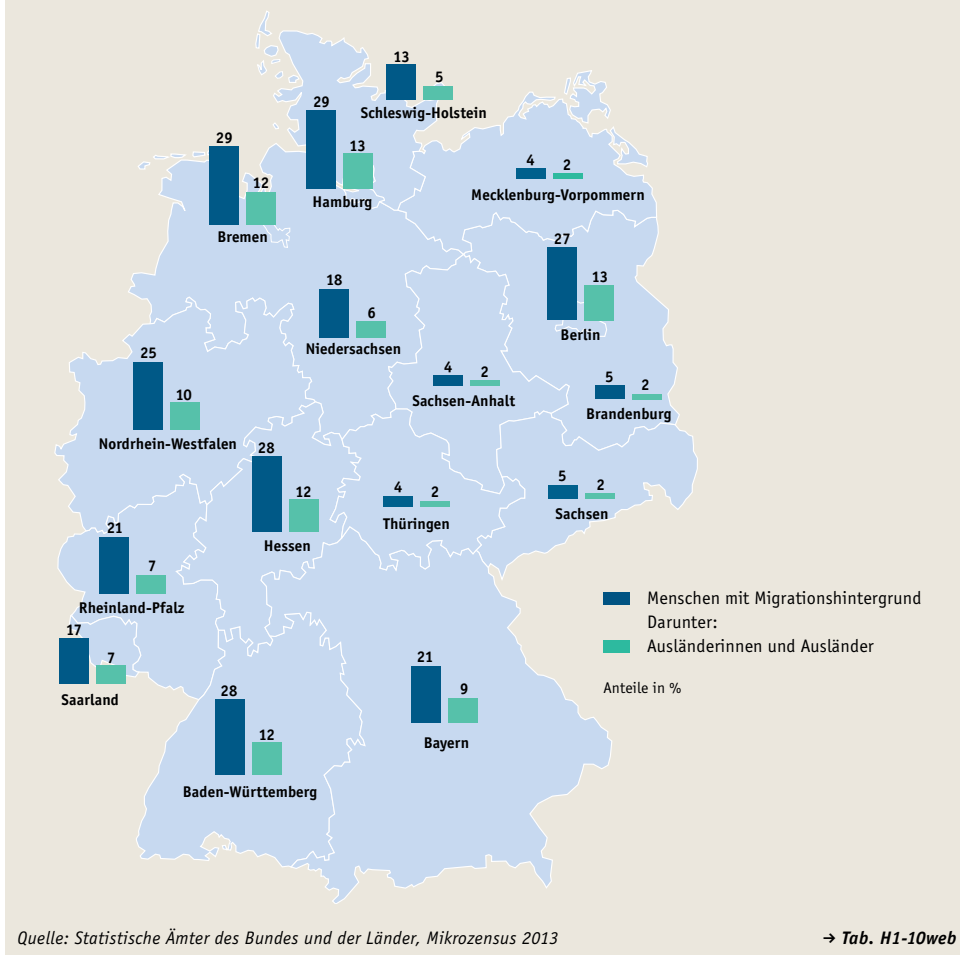 13
5
Schleswig-Holstein
29
13
Hamburg
29
12
Bremen
4
2
Mecklenburg-Vorpommern
27
13
Berlin
18
6
Niedersachsen
4
2
Sachsen-Anhalt
5
2
Brandenburg
25
10
Nordrhein-Westfalen
28
12
Hessen
4
2
Thüringen
5
2
Sachsen
21
7
Rheinland-Pfalz
17
7
Saarland
28
12
Baden-Württemberg
21
9
Bayern
Menschen mit Migrationshintergrund
Darunter:
Ausländerinnen und Ausländer
Anteile in %
Quelle: Statistische Ämter des Bundes und der Länder, Mikrozensus 2013
→ Tab. H1-10web